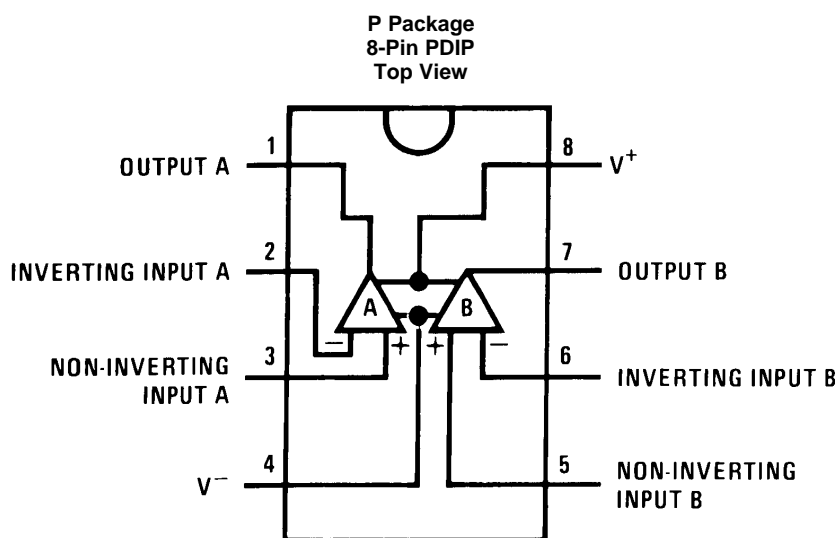 P Package
8-Pin PDIP
Top View
1
OUTPUT A
8
V+
2
INVERTING INPUT A
7
OUTPUT B
A
B
−
+
+
−
3
NON-INVERTING
INPUT A
6
INVERTING INPUT B
4
V−
5
NON-INVERTING
INPUT B